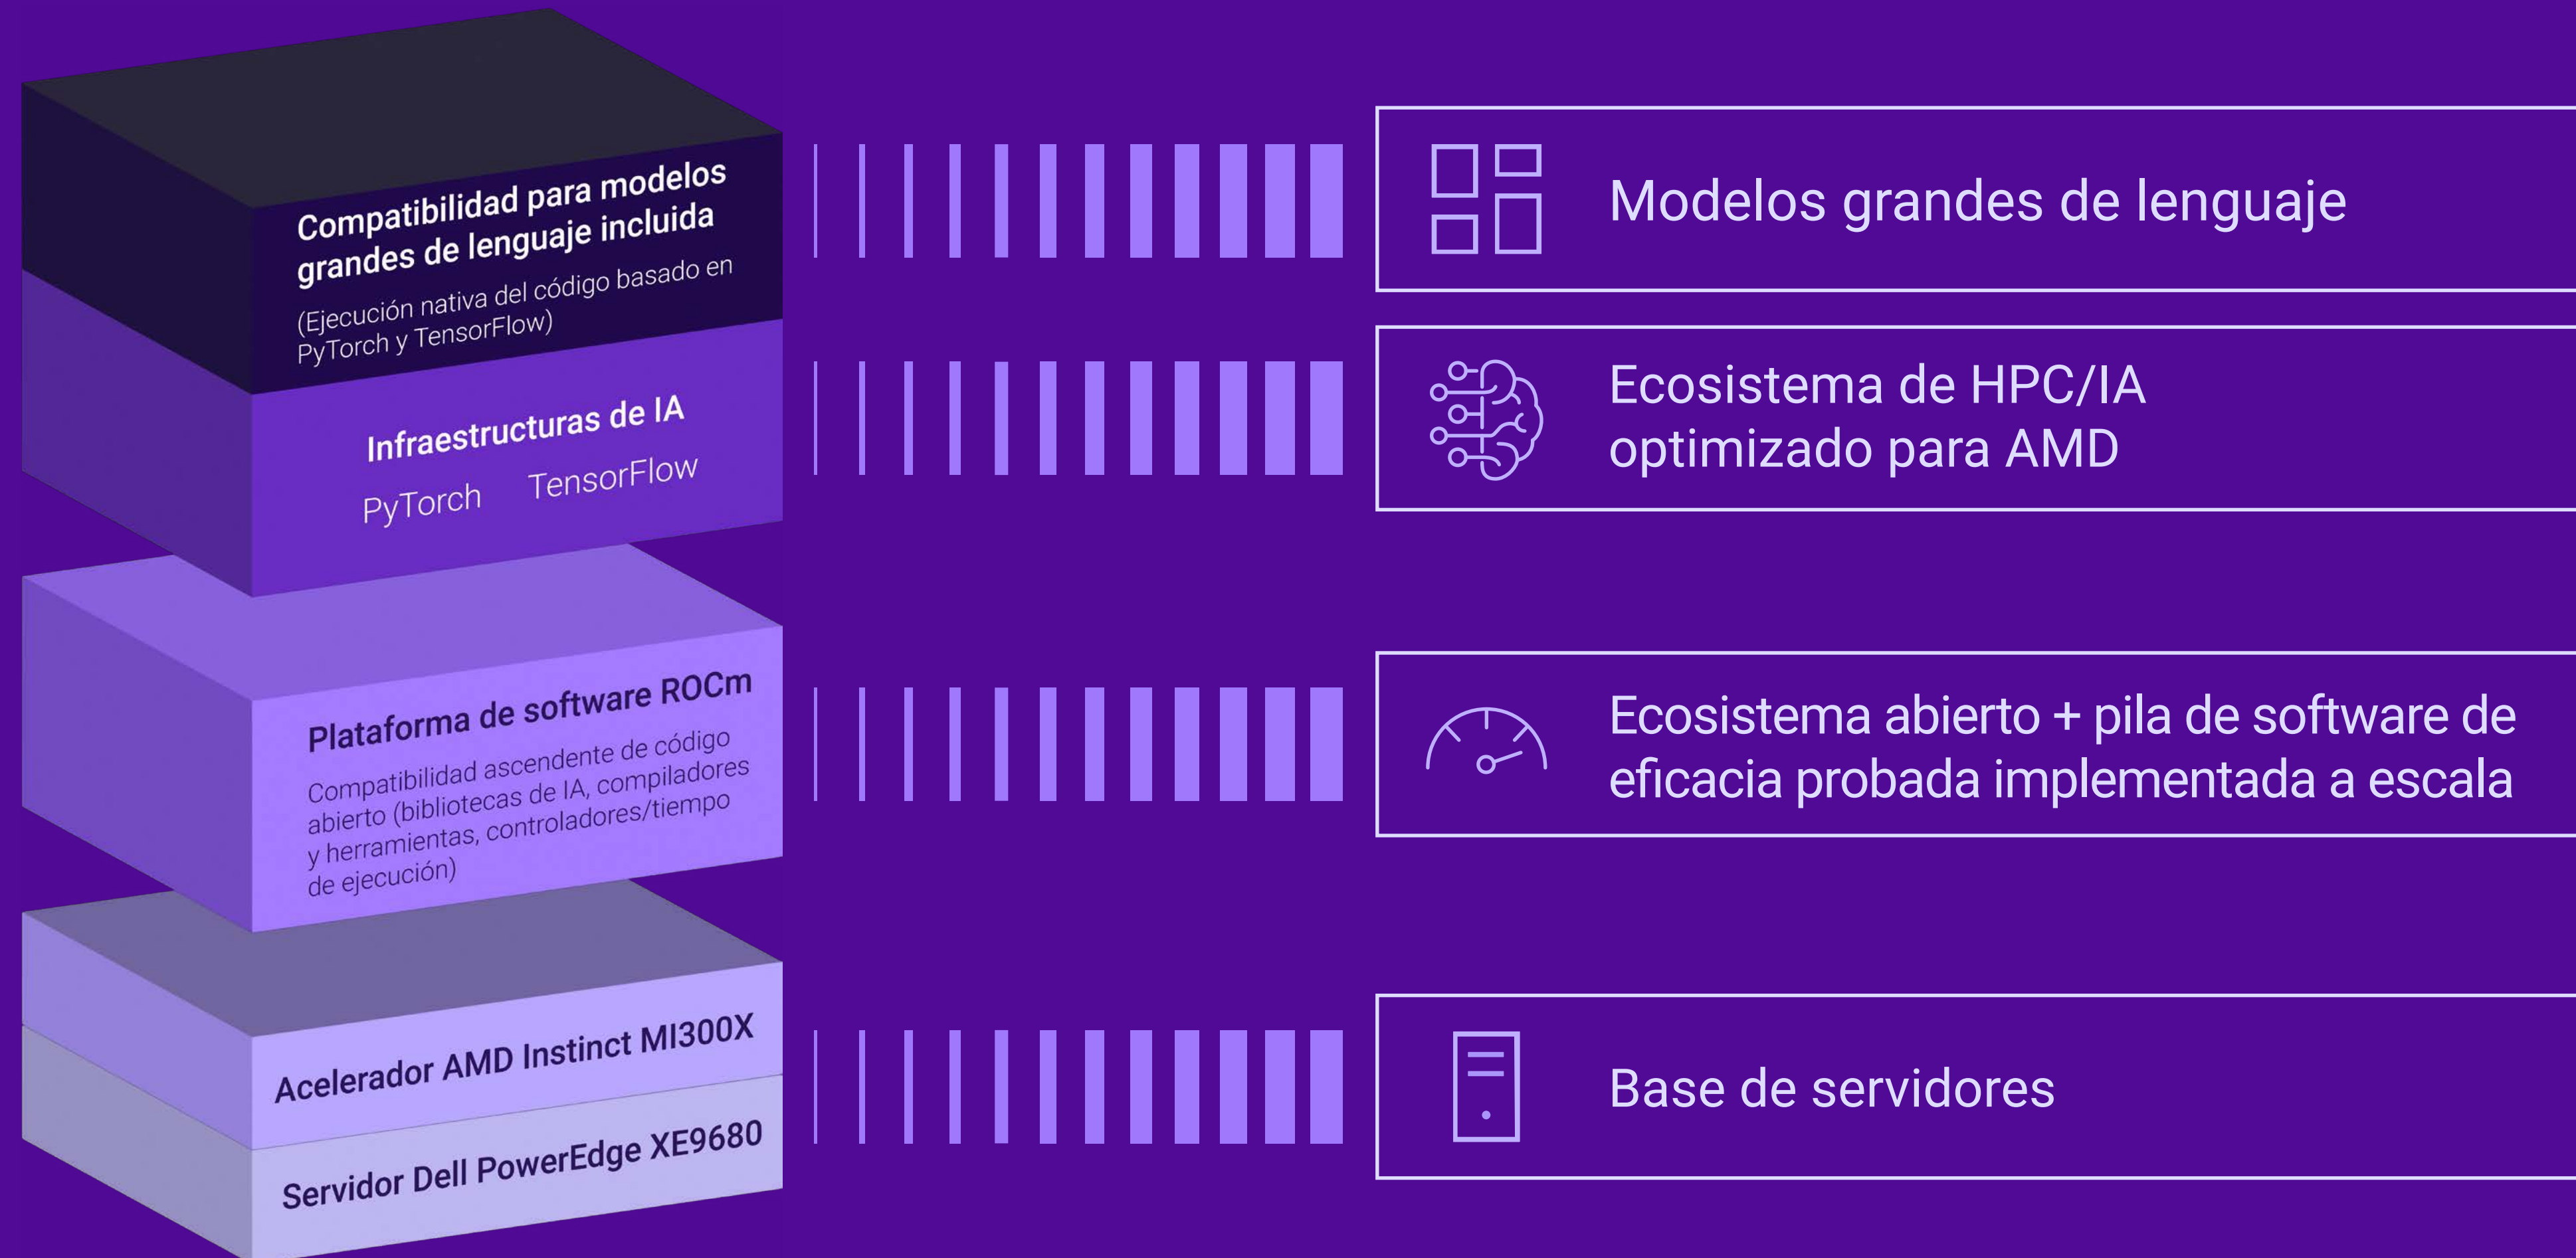 Compatibilidad para modelos
grandes de lenguaje incluida
(Ejecución nativa del código basado en
PyTorch y TensorFlow)
Modelos grandes de lenguaje
Infraestructuras de IA
PyTorch TensorFlow
Ecosistema de HPC/IA
optimizado para AMD
Plataforma de software ROCm
Compatibilidad ascendente de código
abierto (bibliotecas de IA, compiladores
y herramientas, controladores/tiempo
de ejecución)
Ecosistema abierto + pila de software de
eficacia probada implementada a escala
Acelerador AMD Instinct MI300X
Servidor Dell PowerEdge XE9680
Base de servidores